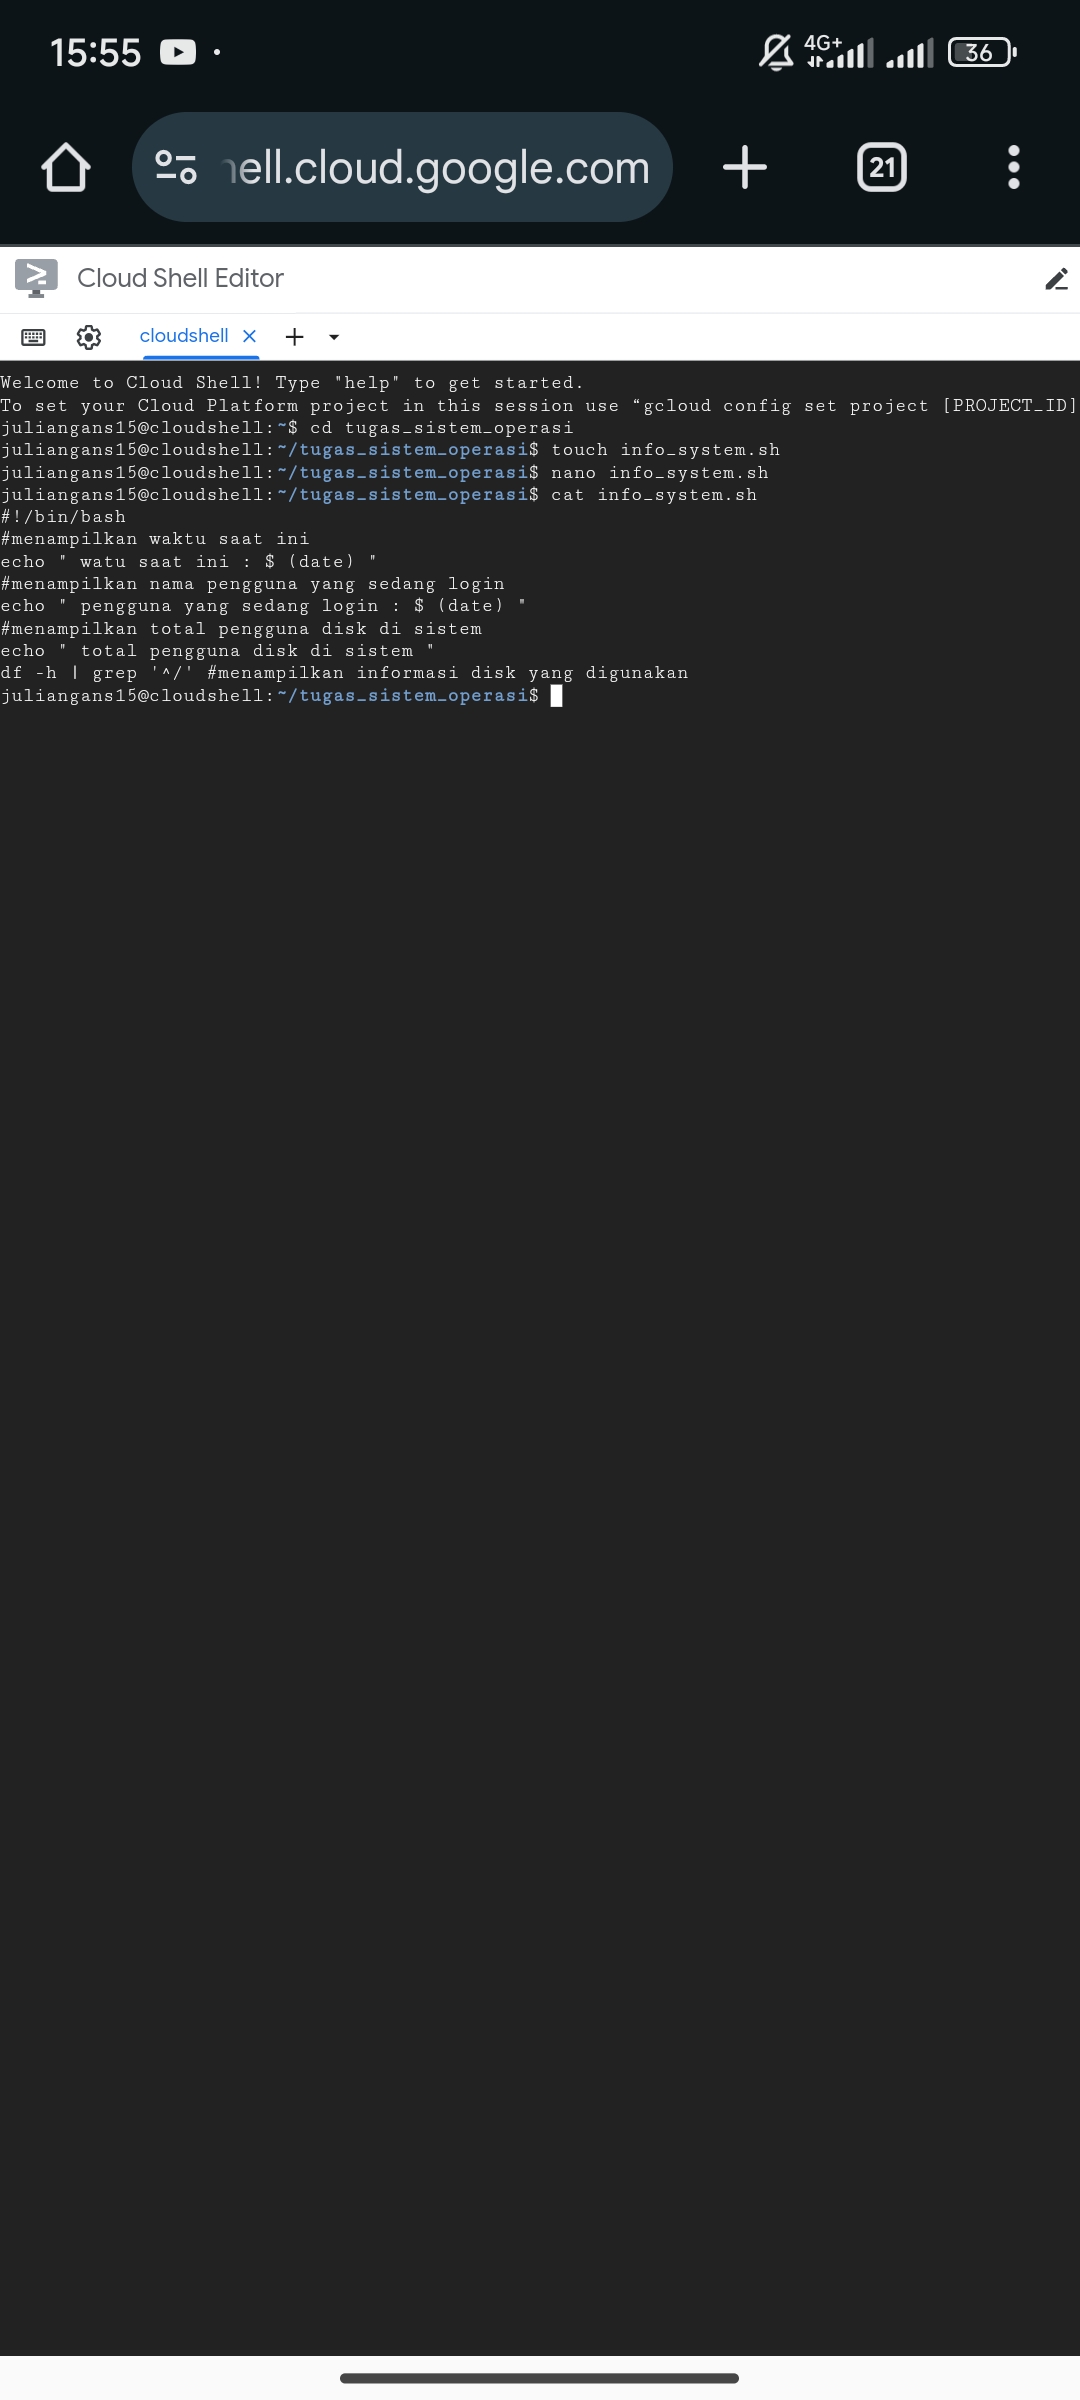 15:55
4G+
36
ell.cloud.google.com
21
Cloud Shell Editor
cloudshell
Welcome to Cloud Shell! Type "help" to get started.
To set your Cloud Platform project in this session use “gcloud config set project [PROJECT_ID]
juliangans15@cloudshell:~$ cd tugas_sistem_operasi
juliangans15@cloudshell:~/tugas_sistem_operasi$ touch info_system.sh
juliangans15@cloudshell:~/tugas_sistem_operasi$ nano info_system.sh
juliangans15@cloudshell:~/tugas_sistem_operasi$ cat info_system.sh
#!/bin/bash
#menampilkan waktu saat ini
echo " watu saat ini : $ (date) "
#menampilkan nama pengguna yang sedang login
echo " pengguna yang sedang login : $ (date) "
#menampilkan total pengguna disk di sistem
echo " total pengguna disk di sistem "
df -h | grep '^/' #menampilkan informasi disk yang digunakan
juliangans15@cloudshell:~/tugas_sistem_operasi$